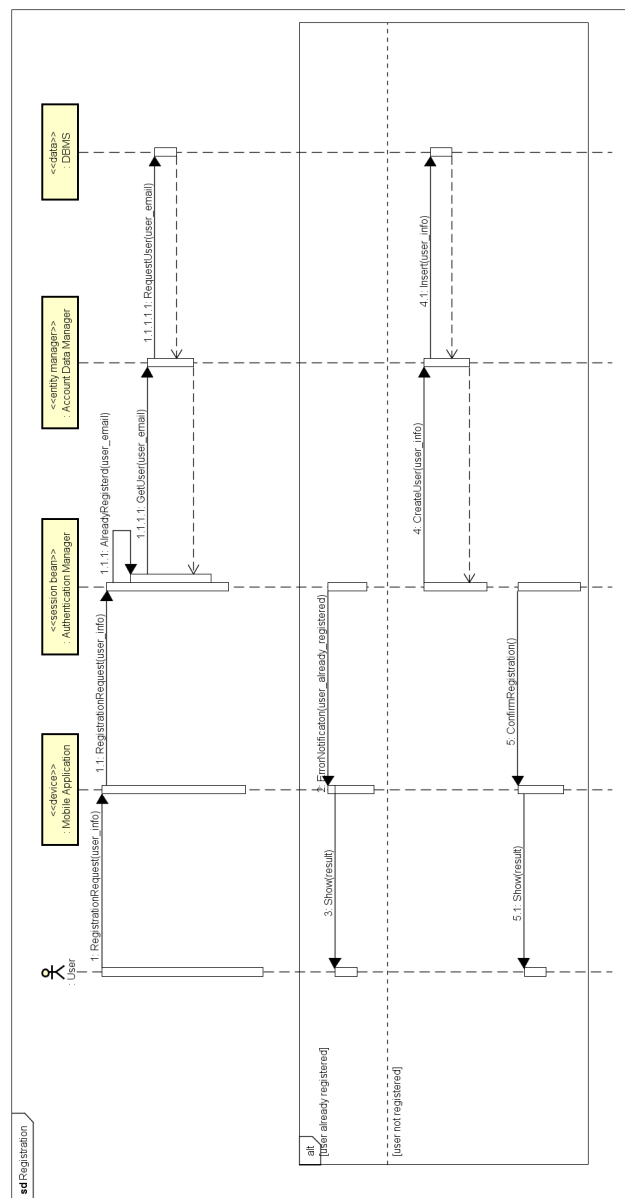 sd Registration
: User
<<device>>
: Mobile Application
<<session bean>>
: Authentication Manager
<<entity manager>>
: Account Data Manager
<<data>>
: DBMS
1: RegistrationRequest(user_info)
1.1: RegistrationRequest(user_info)
1.1.1: AlreadyRegisterd(user_email)
1.1.1.1: GetUser(user_email)
1.1.1.1.1: RequestUser(user_email)
alt
[user already registered]
2: ErrorNotificaton(user_already_registered)
3: Show(result)
[user not registered]
4: CreateUser(user_info)
4.1: Insert(user_info)
5: ConfirmRegistration()
5.1: Show(result)